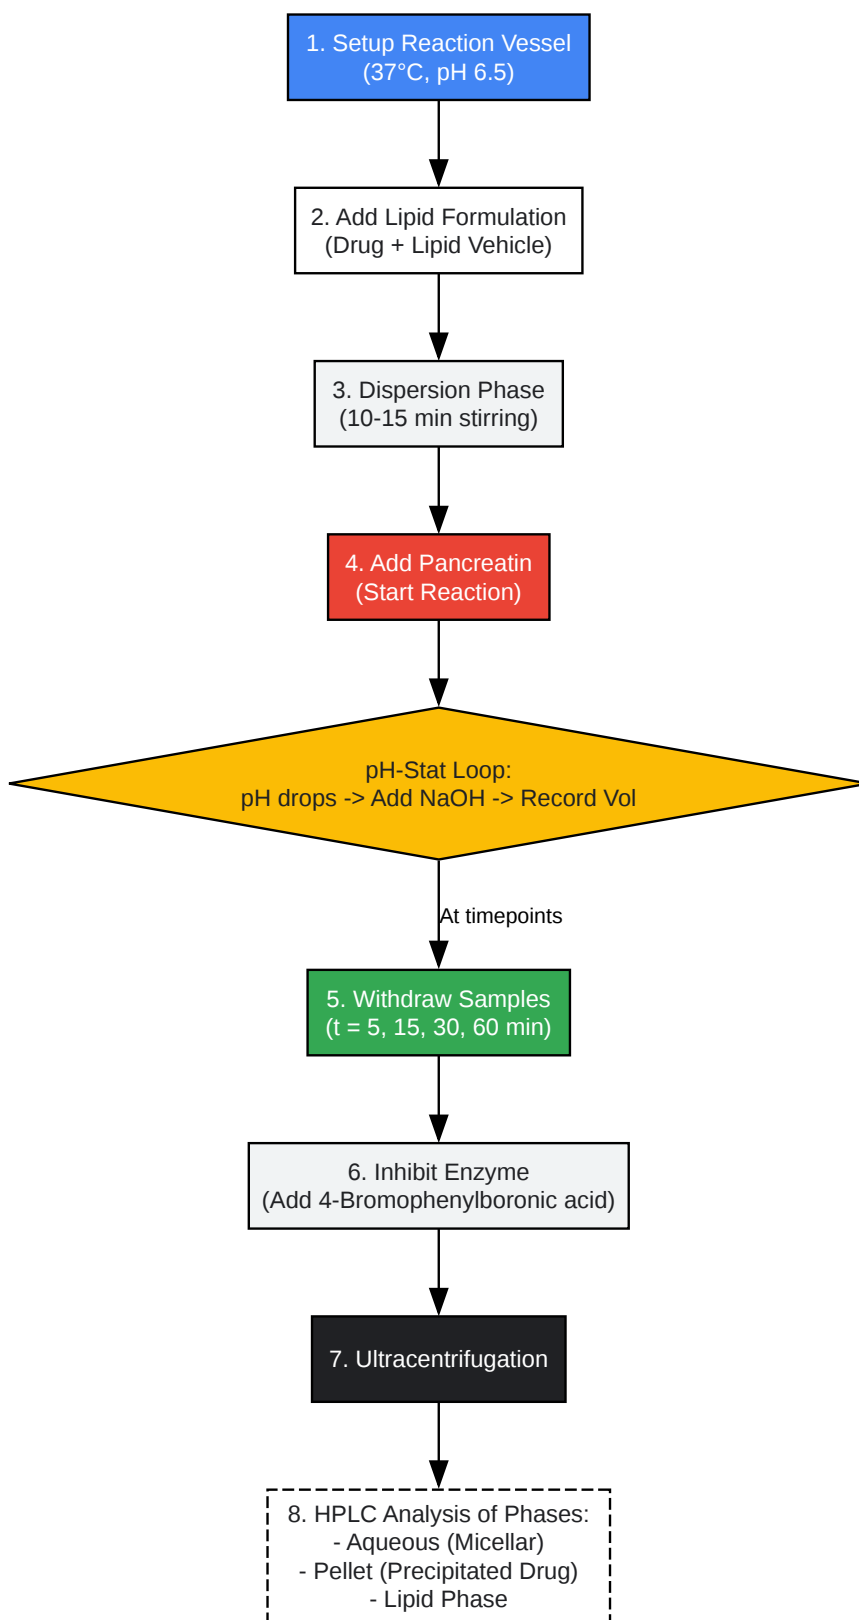 1. Setup Reaction Vessel
(37°C, pH 6.5)
2. Add Lipid Formulation
(Drug + Lipid Vehicle)
3. Dispersion Phase
(10-15 min stirring)
4. Add Pancreatin
(Start Reaction)
pH-Stat Loop:
pH drops -> Add NaOH -> Record Vol
At timepoints
5. Withdraw Samples
(t = 5, 15, 30, 60 min)
6. Inhibit Enzyme
(Add 4-Bromophenylboronic acid)
7. Ultracentrifugation
8. HPLC Analysis of Phases:
- Aqueous (Micellar)
- Pellet (Precipitated Drug)
- Lipid Phase